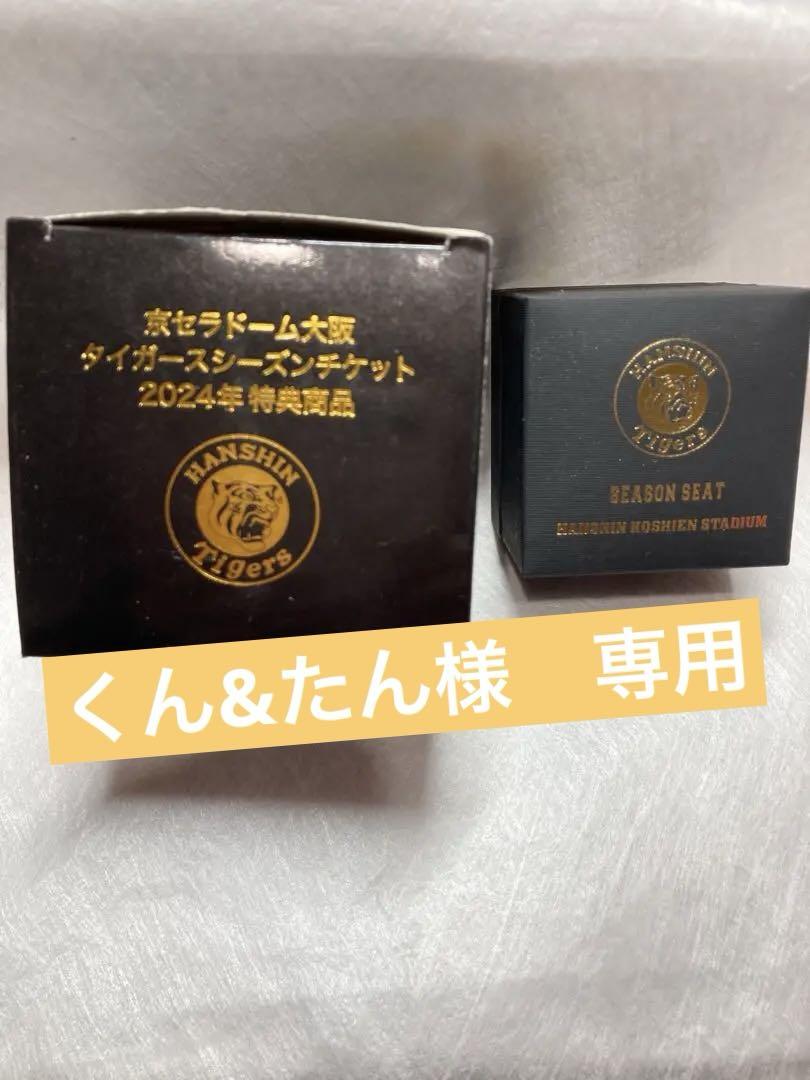 京セラドーム大阪
タイガースシーズンチケット
2024年 特典商品
HANSHIN
Tigers
HANSHIN
Tigers
SEASON SEAT
HANSHIN KOSHIEN STADIUM
くん&たん様　専用